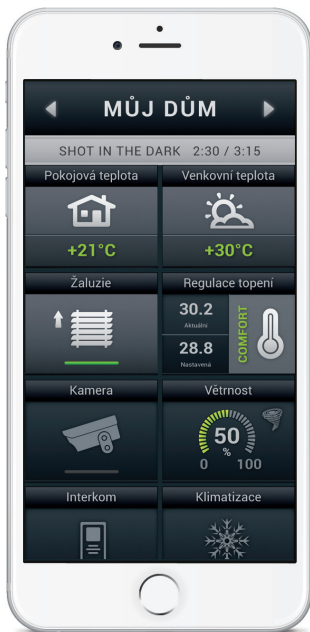 MŮJ DŮM
SHOT IN THE DARK 2:30 / 3:15
Pokojová teplota
Venkovní teplota
+21°C
+30°C
Žaluzie
Regulace topení
30.2
Aktuální
28.8
Nastavená
COMFORT
Kamera
Větrnost
50
%
0 100
Interkom
Klimatizace